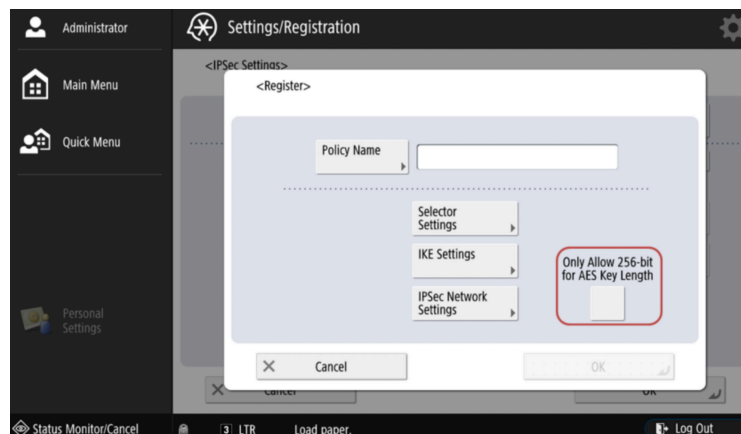 Administrator
Settings/Registration
<IPSec Settings>
Main Menu
<Register>
Quick Menu
Policy Name
Selector
Settings
IKE Settings
Only Allow 256-bit
for AES Key Length
IPSec Network
Settings
Personal
Settings
Cancel
OK
Cancel
OK
Status Monitor/Cancel
3 LTR Load paper.
Log Out